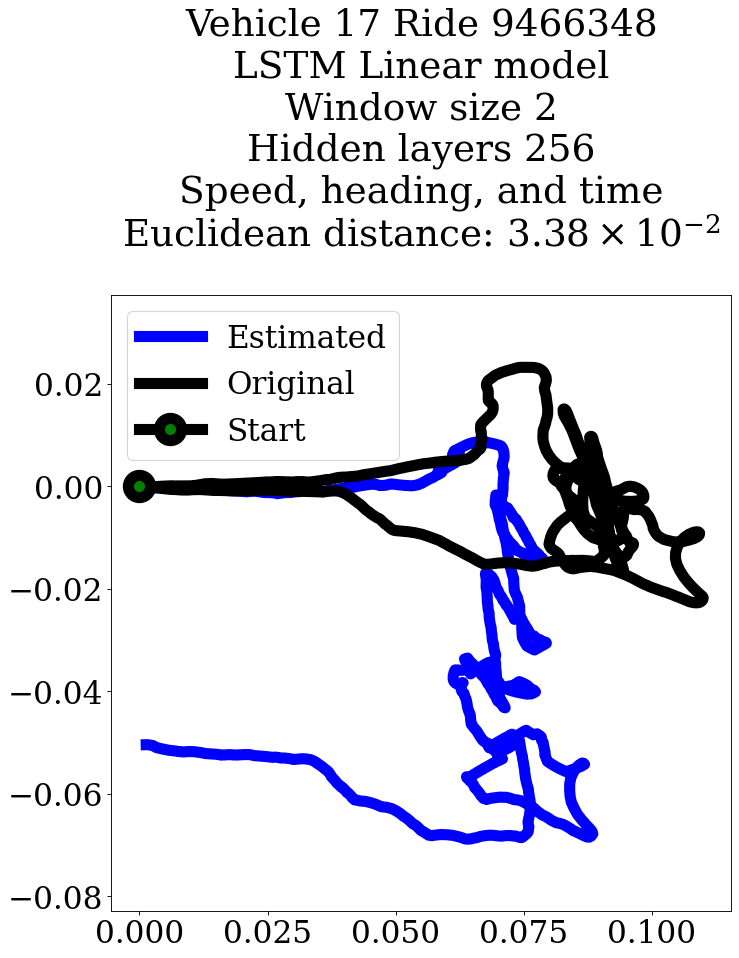 Vehicle 17 Ride 9466348
LSTM Linear model
Window size 2
Hidden layers 256
Speed, heading, and time
Euclidean distance: 3.38 × 10⁻²
Estimated
Original
Start
0.02
0.00
−0.02
−0.04
−0.06
−0.08
0.000 0.025 0.050 0.075 0.100